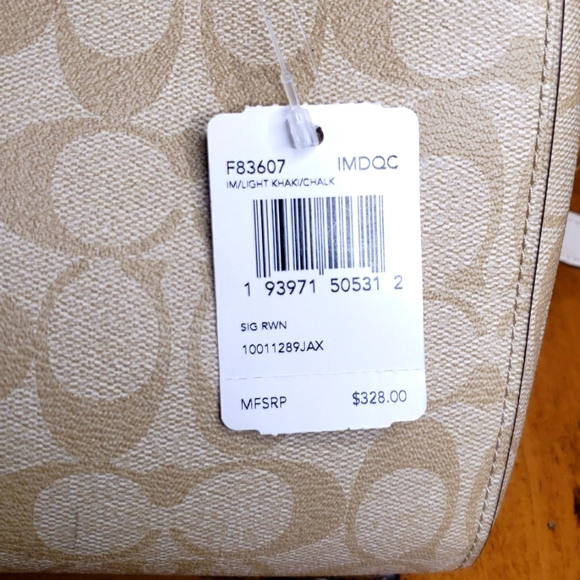 F83607 IMDQC
IM/LIGHT KHAKI/CHALK
1 93971 50531 2
SIG RWN
10011289JAX
MFSRP $328.00